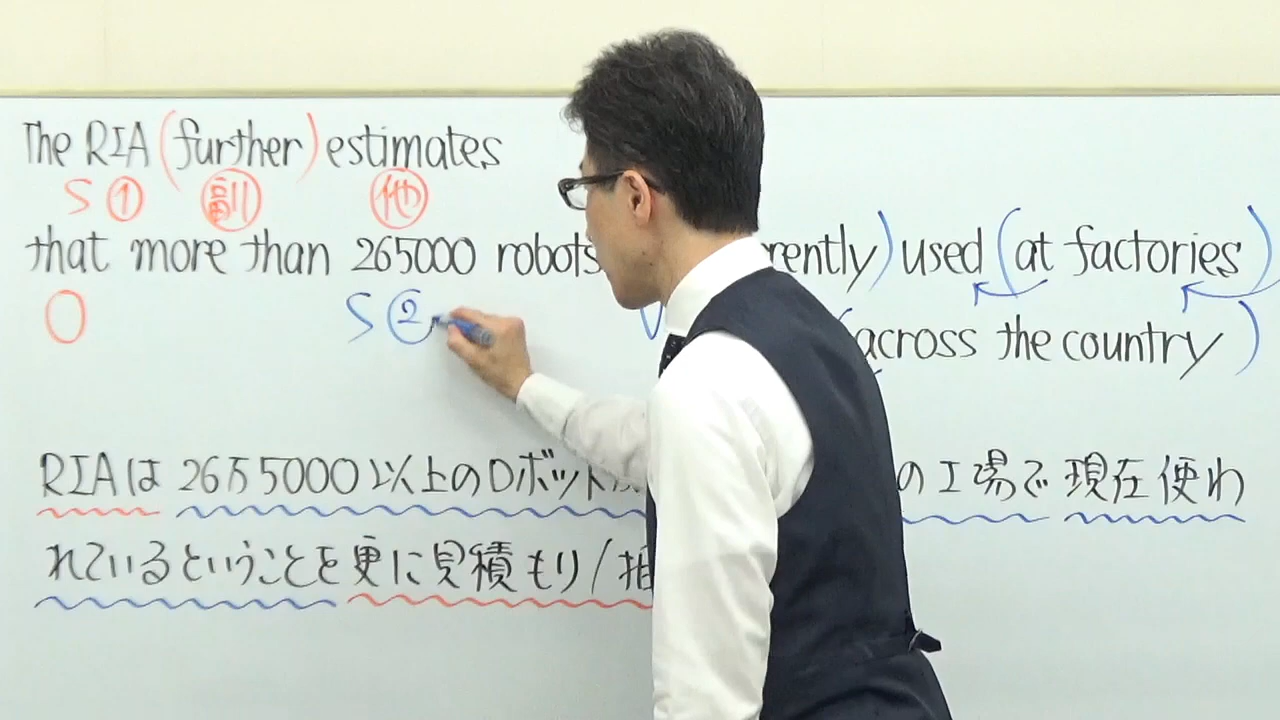 The RIA (further) estimates
S ① 副 他
that more than 265000 robots rently) used (at factories)
O S ② V
(across the country)
RIAは 26万5000以上のロボット の工場で 現在使わ
れているということを更に見積もり/推